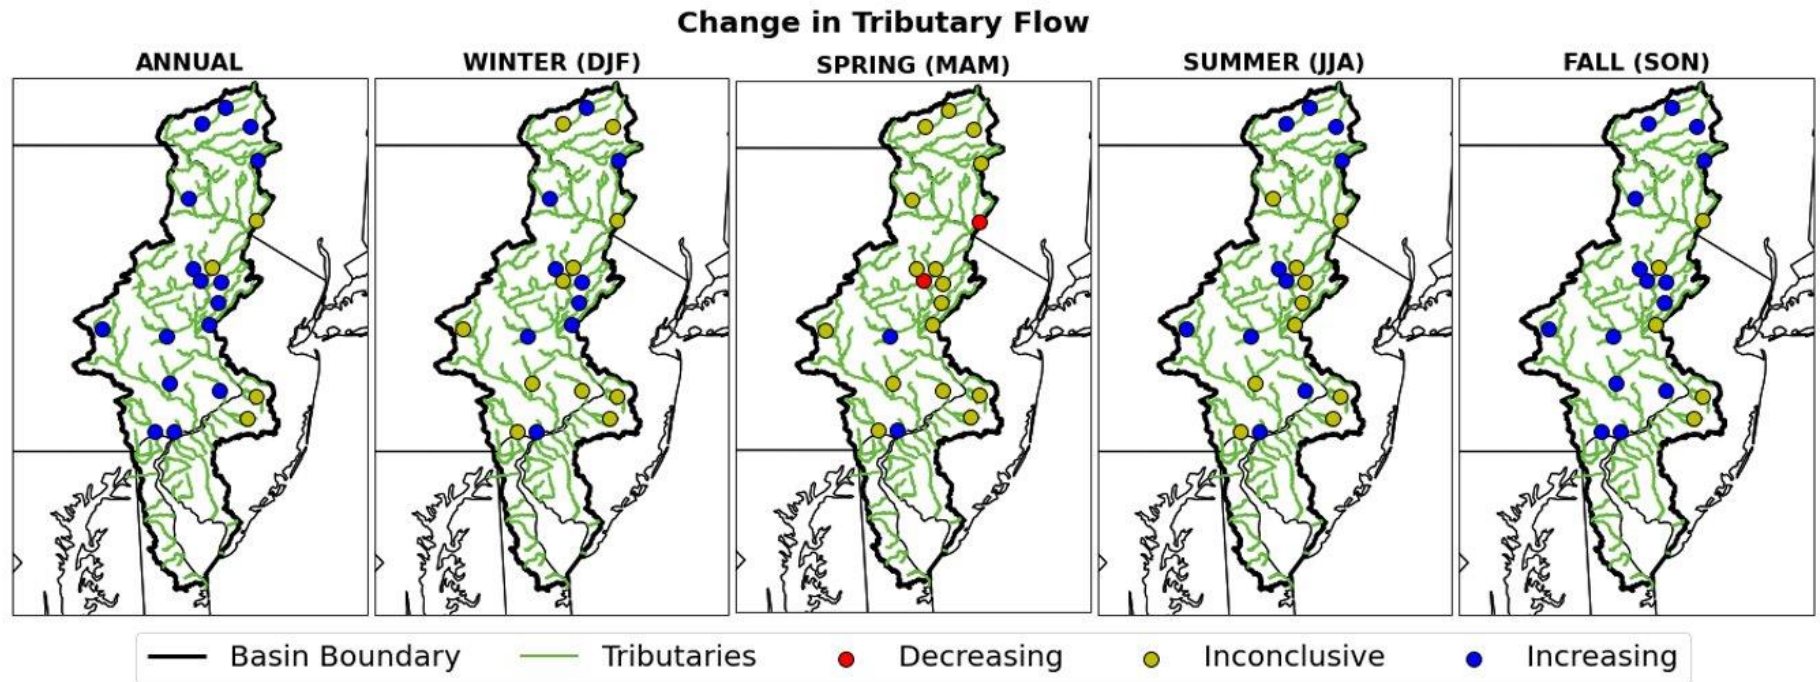 Change in Tributary Flow
ANNUAL
WINTER (DJF)
SPRING (MAM)
SUMMER (JJA)
FALL (SON)
Basin Boundary
Tributaries
Decreasing
Inconclusive
Increasing